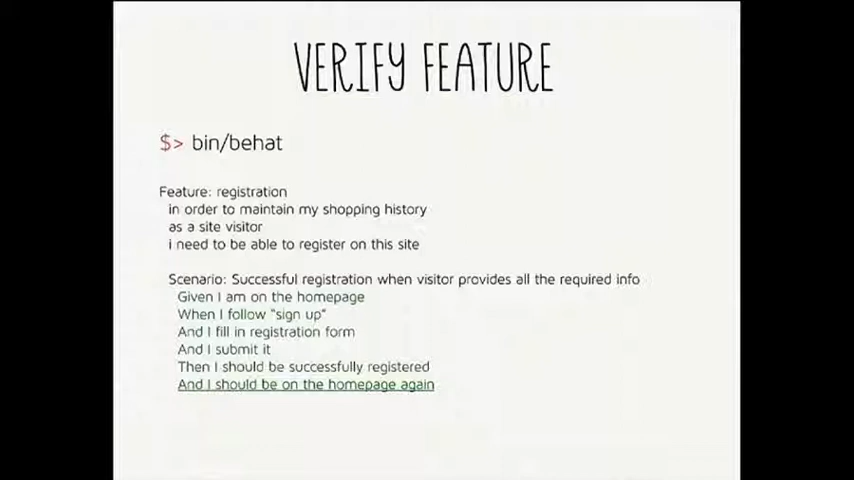 VERIFY FEATURE
$> bin/behat
Feature: registration
in order to maintain my shopping history
as a site visitor
i need to be able to register on this site
Scenario: Successful registration when visitor provides all the required info
Given I am on the homepage
When I follow "sign up"
And I fill in registration form
And I submit it
Then I should be successfully registered
And I should be on the homepage again